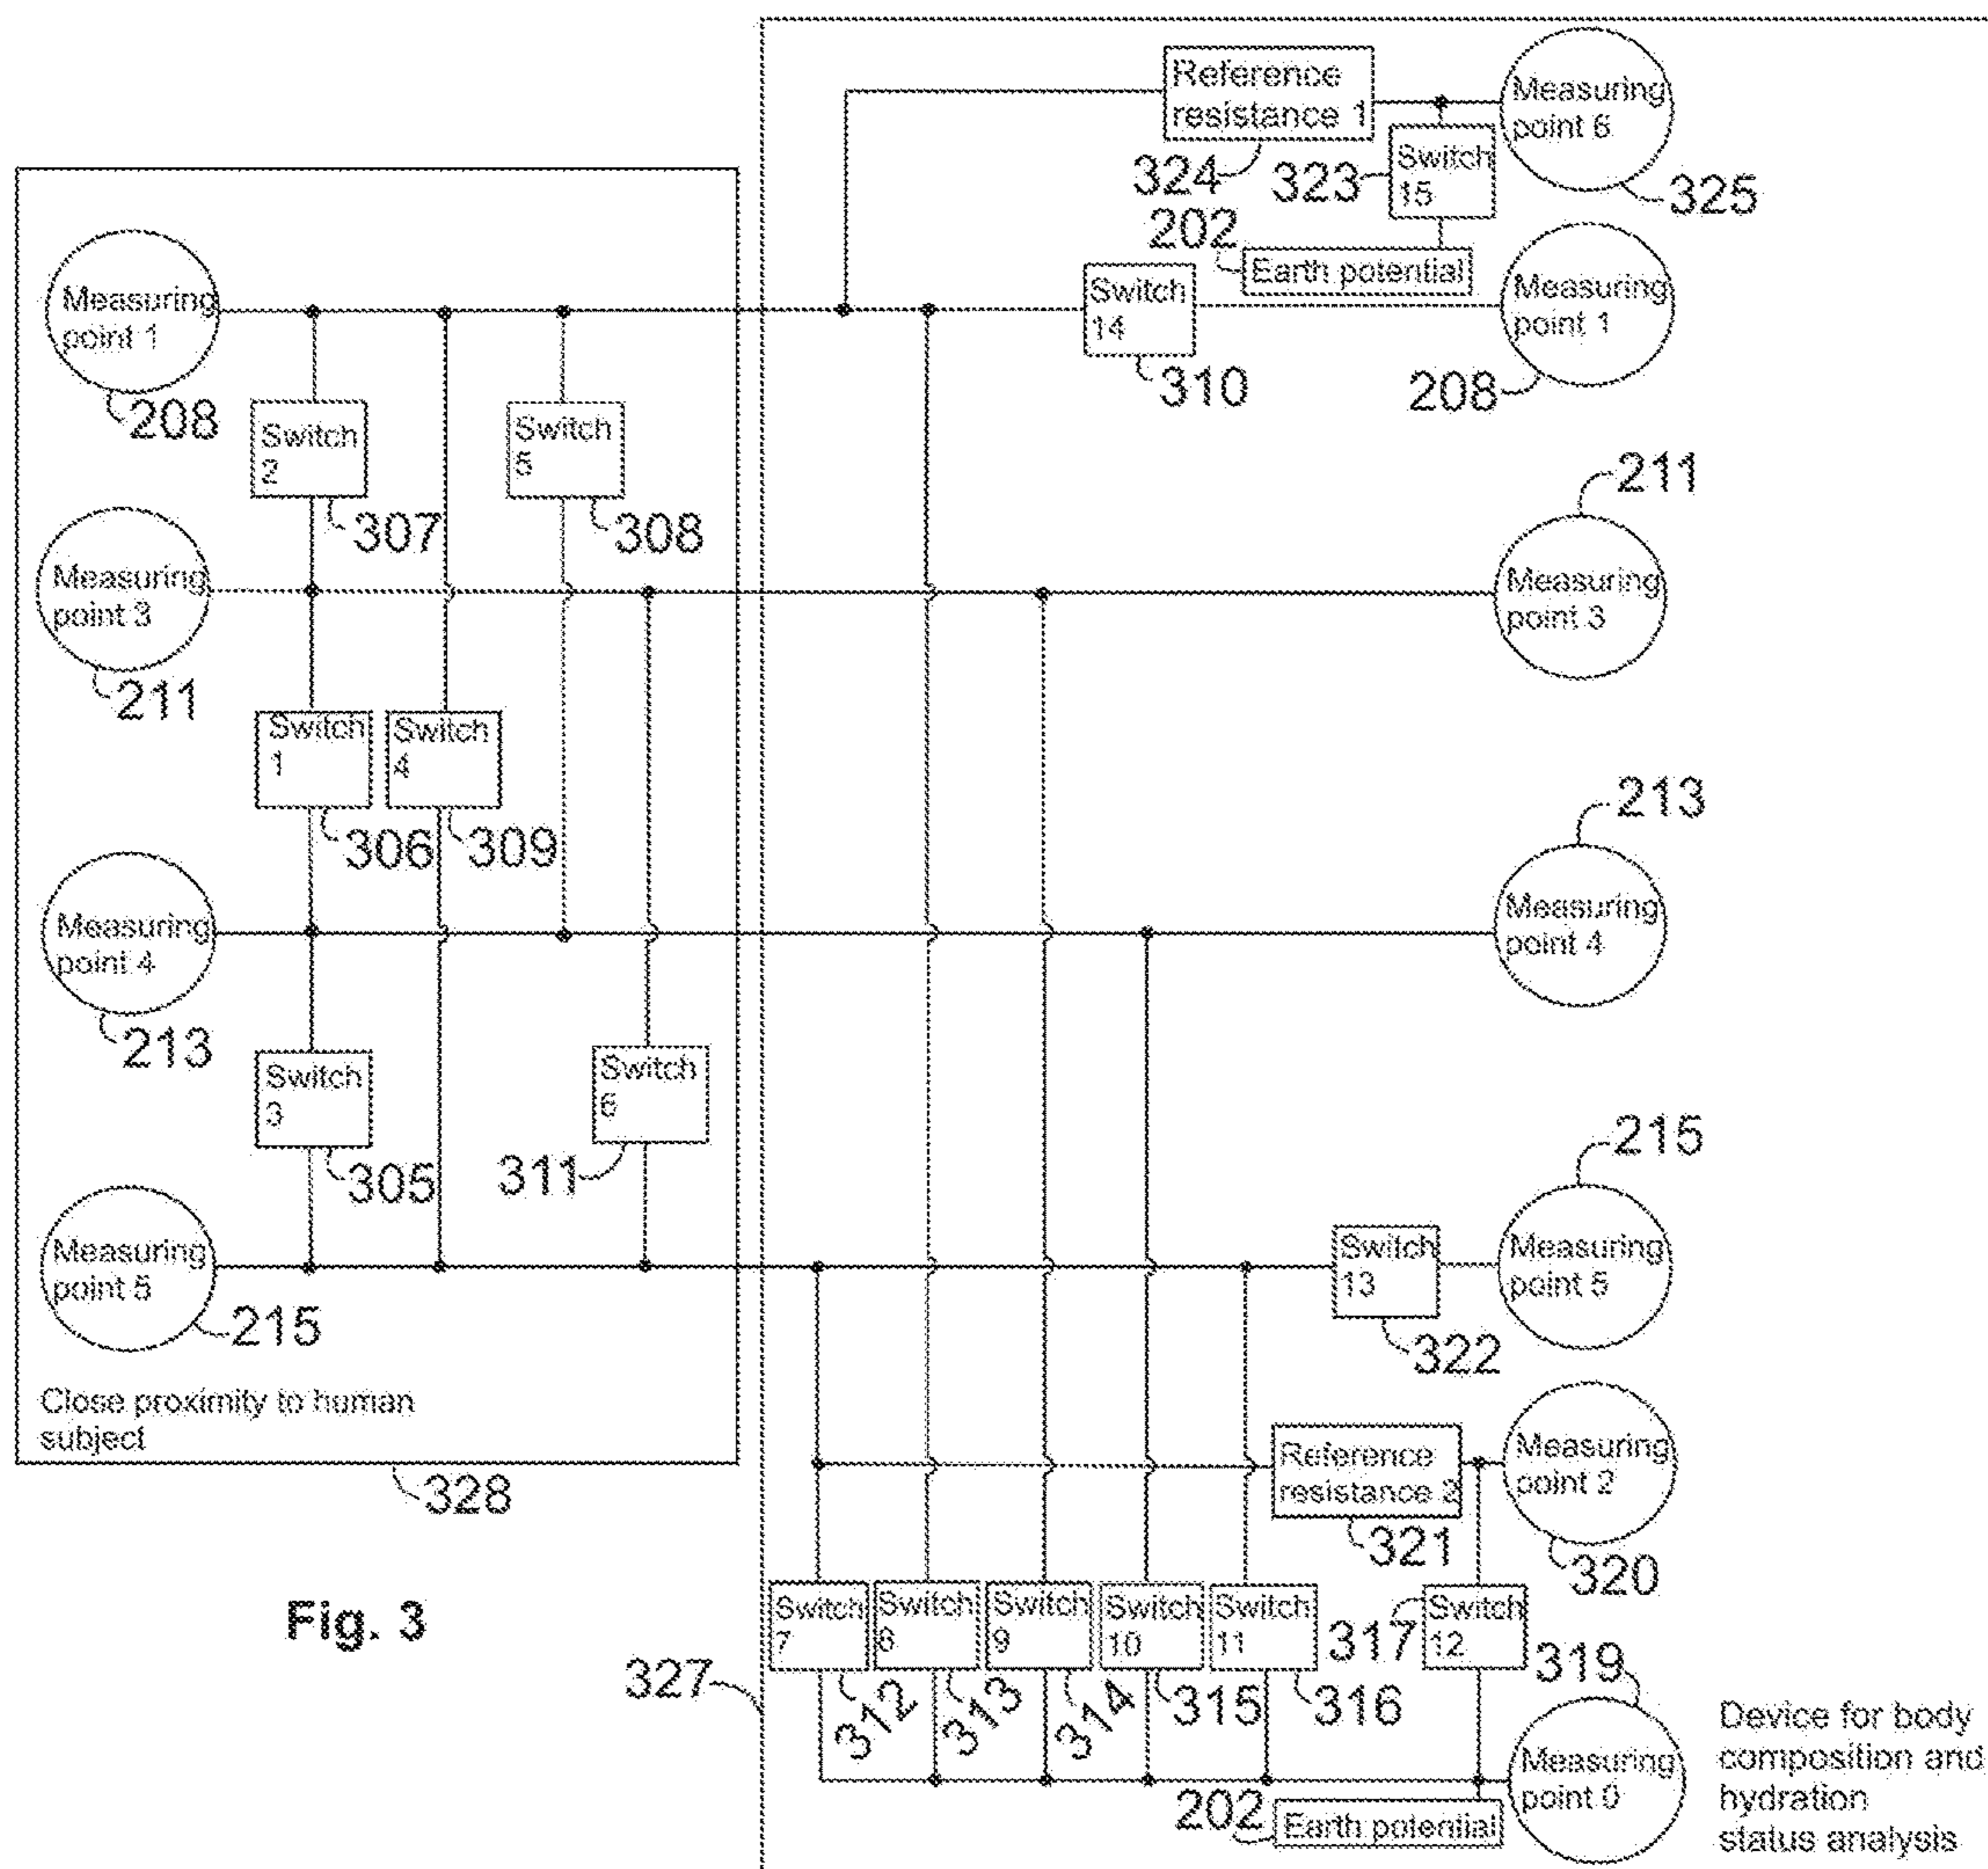 Reference
resistance 1
324
Measuring
point 6
325
Switch
15
323
202
Earth potential
Measuring
point 1
208
Switch
14
310
Measuring
point 1
208
Switch
2
307
Switch
5
308
211
Measuring
point 3
211
Measuring
point 3
Switch
1
306
Switch
4
309
213
Measuring
point 4
213
Measuring
point 4
Switch
3
305
Switch
6
311
215
Measuring
point 5
215
Switch
13
322
Measuring
point 5
Close proximity to human
subject
328
Reference
resistance 2
321
Measuring
point 2
320
Fig. 3
327
Switch
7
312
Switch
313
Switch
9
314
Switch
10
315
Switch
11
316
317
Switch
12
319
Measuring
point 0
202
Earth potential
Device for body
composition and
hydration
status analysis